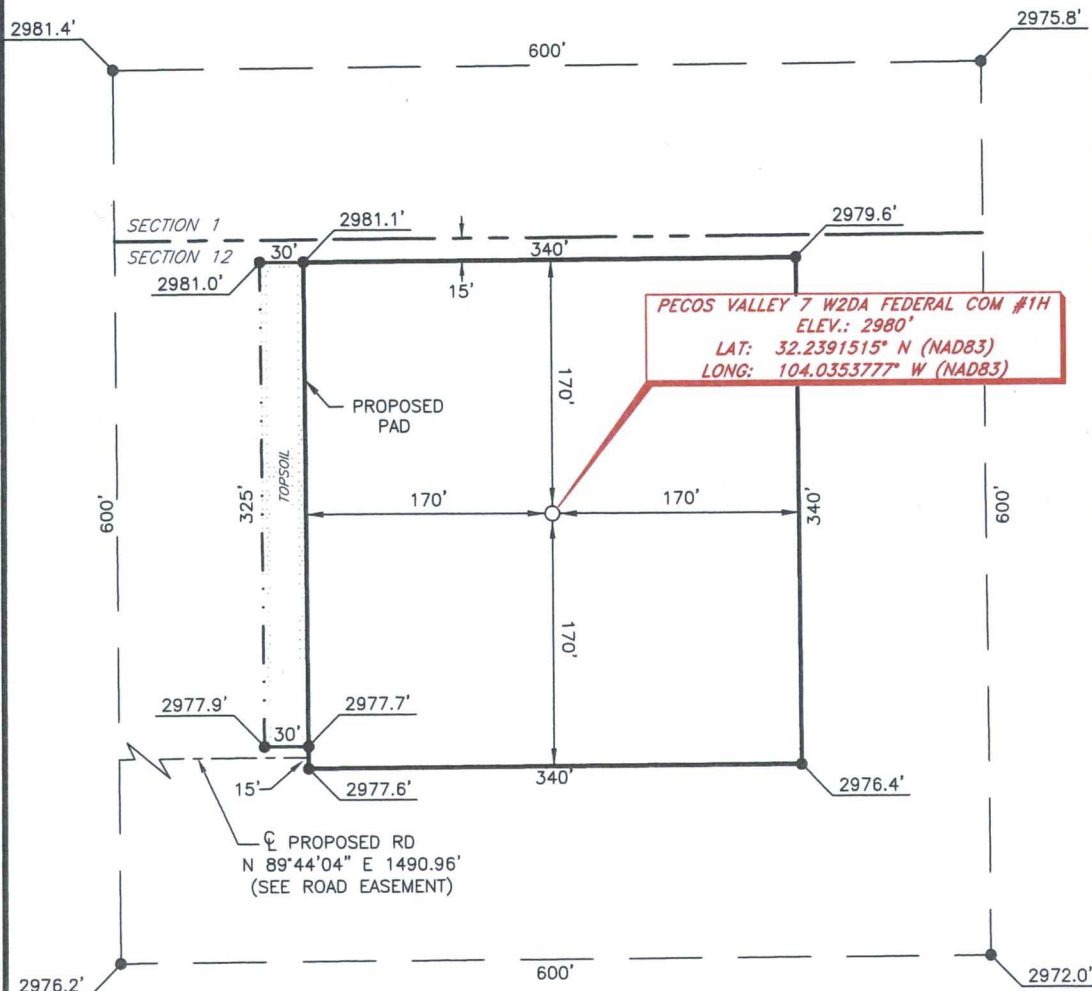 2981.4'
2975.8'
600'
SECTION 1
2981.1'
2979.6'
30'
340'
SECTION 12
2981.0'
15'
PECOS VALLEY 7 W2DA FEDERAL COM #1H
ELEV.: 2980'
LAT: 32.2391515° N (NAD83)
LONG: 104.0353777° W (NAD83)
170'
PROPOSED
PAD
TOPSOIL
600'
325'
170'
170'
340'
600'
170'
2977.9'
2977.7'
30'
15'
340'
2977.6'
2976.4'
℄ PROPOSED RD
N 89°44'04" E 1490.96'
(SEE ROAD EASEMENT)
600'
2976.2'
2972.0'